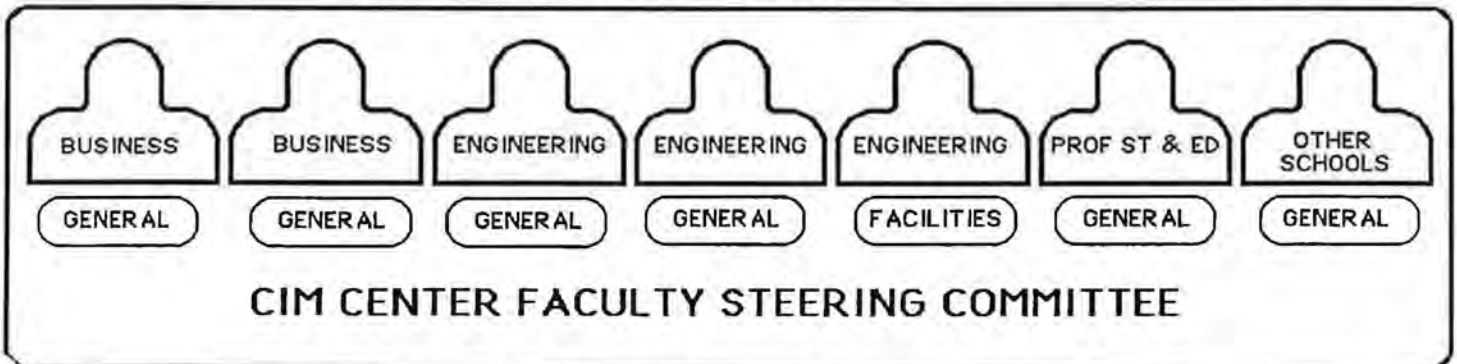 BUSINESS BUSINESS ENGINEERING ENGINEERING ENGINEERING PROF ST & ED OTHER
SCHOOLS
GENERAL GENERAL GENERAL GENERAL FACILITIES GENERAL GENERAL
CIM CENTER FACULTY STEERING COMMITTEE